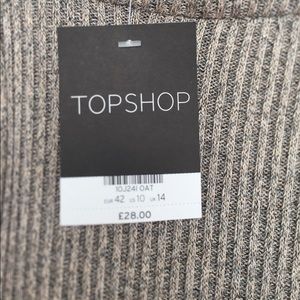 TOPSHOP
10J24I OAT
EUR 42 US 10 UK 14
£28.00